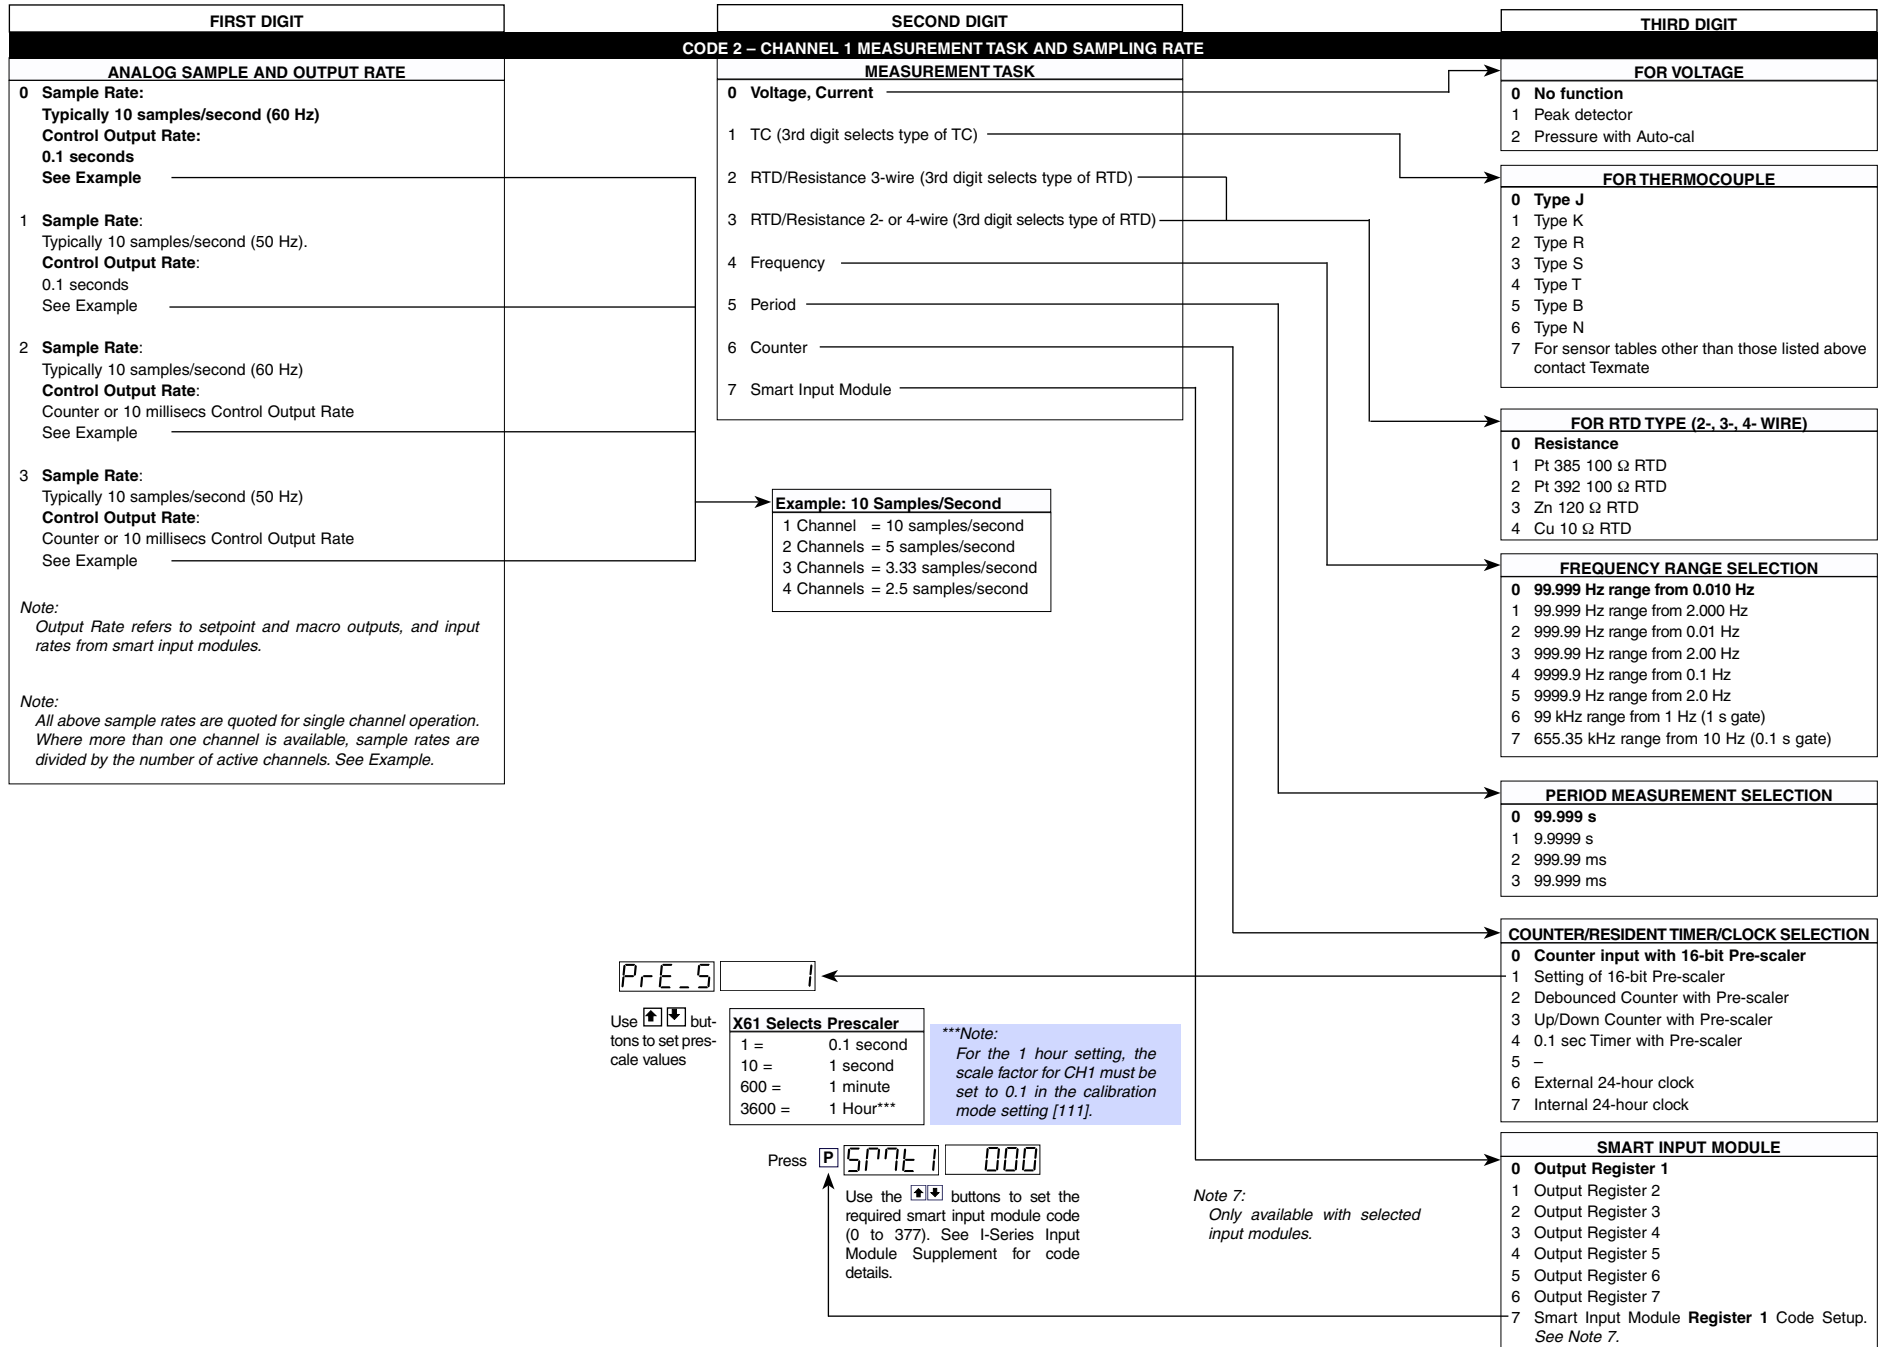 FIRST DIGIT
SECOND DIGIT
THIRD DIGIT
CODE 2 – CHANNEL 1 MEASUREMENT TASK AND SAMPLING RATE
ANALOG SAMPLE AND OUTPUT RATE
0 Sample Rate:
Typically 10 samples/second (60 Hz)
Control Output Rate:
0.1 seconds
See Example
1 Sample Rate:
Typically 10 samples/second (50 Hz).
Control Output Rate:
0.1 seconds
See Example
2 Sample Rate:
Typically 10 samples/second (60 Hz)
Control Output Rate:
Counter or 10 millisecs Control Output Rate
See Example
3 Sample Rate:
Typically 10 samples/second (50 Hz)
Control Output Rate:
Counter or 10 millisecs Control Output Rate
See Example
Note:
Output Rate refers to setpoint and macro outputs, and input
rates from smart input modules.
Note:
All above sample rates are quoted for single channel operation.
Where more than one channel is available, sample rates are
divided by the number of active channels. See Example.
MEASUREMENT TASK
0 Voltage, Current
1 TC (3rd digit selects type of TC)
2 RTD/Resistance 3-wire (3rd digit selects type of RTD)
3 RTD/Resistance 2- or 4-wire (3rd digit selects type of RTD)
4 Frequency
5 Period
6 Counter
7 Smart Input Module
Example: 10 Samples/Second
1 Channel = 10 samples/second
2 Channels = 5 samples/second
3 Channels = 3.33 samples/second
4 Channels = 2.5 samples/second
PrE_S 1
Use but-
tons to set pres-
cale values
X61 Selects Prescaler
1 = 0.1 second
10 = 1 second
600 = 1 minute
3600 = 1 Hour***
***Note:
For the 1 hour setting, the
scale factor for CH1 must be
set to 0.1 in the calibration
mode setting [111].
Press P SMt1 000
Use the buttons to set the
required smart input module code
(0 to 377). See I-Series Input
Module Supplement for code
details.
Note 7:
Only available with selected
input modules.
FOR VOLTAGE
0 No function
1 Peak detector
2 Pressure with Auto-cal
FOR THERMOCOUPLE
0 Type J
1 Type K
2 Type R
3 Type S
4 Type T
5 Type B
6 Type N
7 For sensor tables other than those listed above
contact Texmate
FOR RTD TYPE (2-, 3-, 4- WIRE)
0 Resistance
1 Pt 385 100 Ω RTD
2 Pt 392 100 Ω RTD
3 Zn 120 Ω RTD
4 Cu 10 Ω RTD
FREQUENCY RANGE SELECTION
0 99.999 Hz range from 0.010 Hz
1 99.999 Hz range from 2.000 Hz
2 999.99 Hz range from 0.01 Hz
3 999.99 Hz range from 2.00 Hz
4 9999.9 Hz range from 0.1 Hz
5 9999.9 Hz range from 2.0 Hz
6 99 kHz range from 1 Hz (1 s gate)
7 655.35 kHz range from 10 Hz (0.1 s gate)
PERIOD MEASUREMENT SELECTION
0 99.999 s
1 9.9999 s
2 999.99 ms
3 99.999 ms
COUNTER/RESIDENT TIMER/CLOCK SELECTION
0 Counter input with 16-bit Pre-scaler
1 Setting of 16-bit Pre-scaler
2 Debounced Counter with Pre-scaler
3 Up/Down Counter with Pre-scaler
4 0.1 sec Timer with Pre-scaler
5 –
6 External 24-hour clock
7 Internal 24-hour clock
SMART INPUT MODULE
0 Output Register 1
1 Output Register 2
2 Output Register 3
3 Output Register 4
4 Output Register 5
5 Output Register 6
6 Output Register 7
7 Smart Input Module Register 1 Code Setup.
See Note 7.